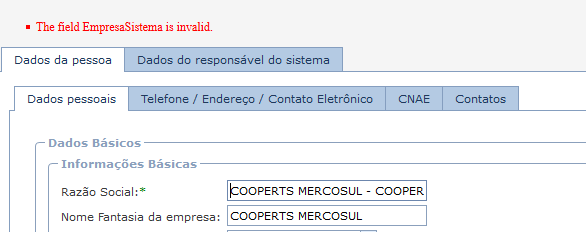 The field EmpresaSistema is invalid.
Dados da pessoa Dados do responsável do sistema
Dados pessoais Telefone / Endereço / Contato Eletrônico CNAE Contatos
Dados Básicos
Informações Básicas
Razão Social:* COOPERTS MERCOSUL - COOPER
Nome Fantasia da empresa: COOPERTS MERCOSUL